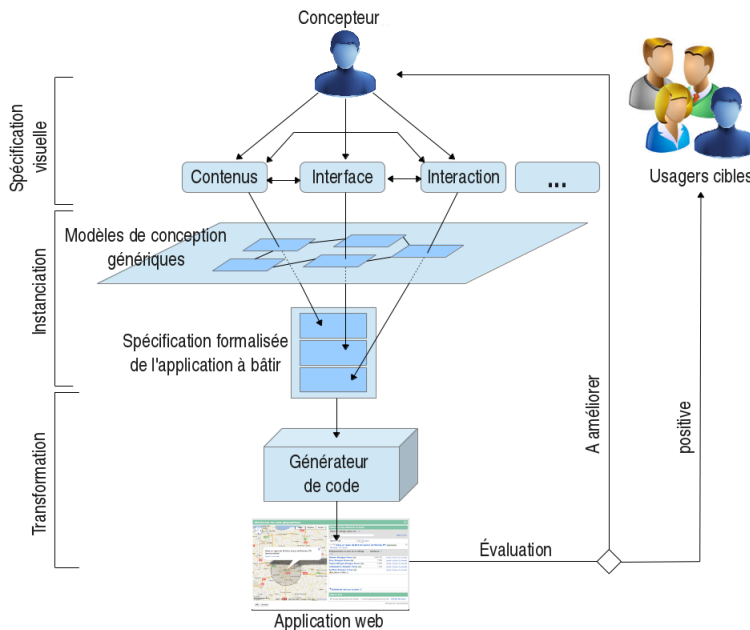 Concepteur
Spécification
visuelle
Contenus
Interface
Interaction
...
Usagers cibles
Modèles de conception
génériques
Instanciation
Spécification formalisée
de l'application à bâtir
A améliorer
positive
Transformation
Générateur
de code
Évaluation
Application web